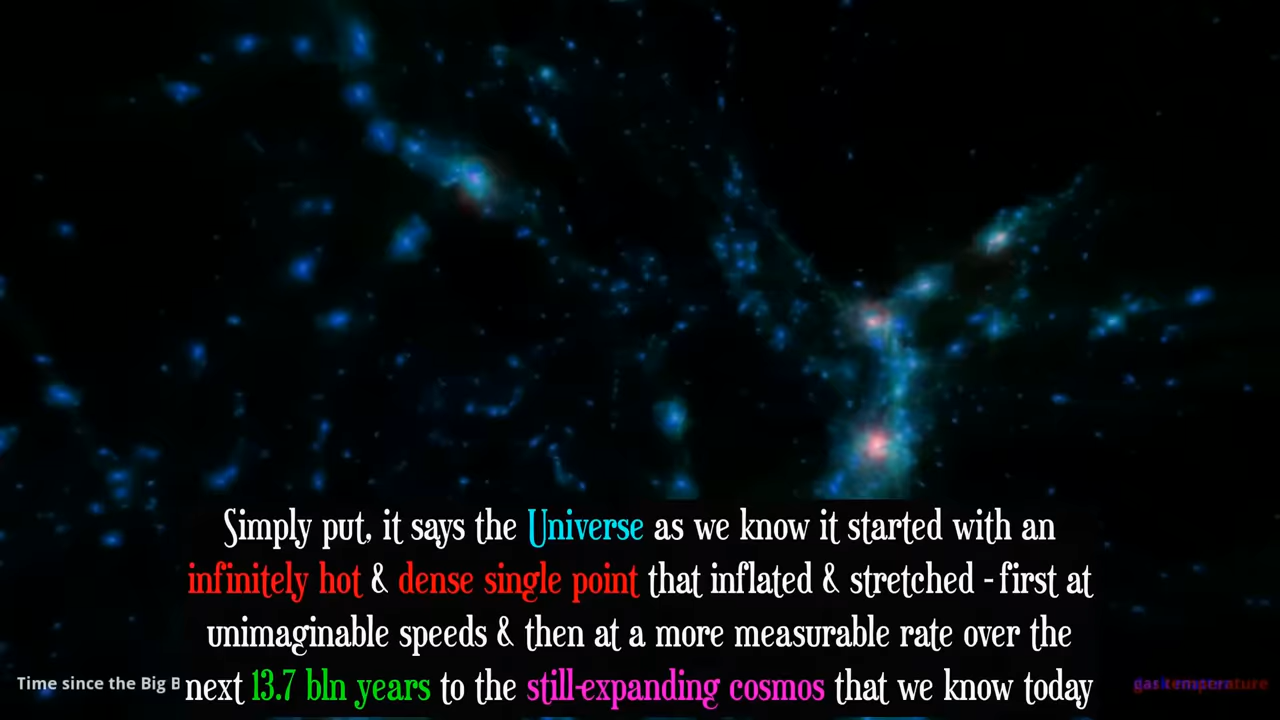 Simply put, it says the Universe as we know it started with an
infinitely hot & dense single point that inflated & stretched - first at
unimaginable speeds & then at a more measurable rate over the
next 13.7 bln years to the still-expanding cosmos that we know today
Time since the Big B
gas temperature